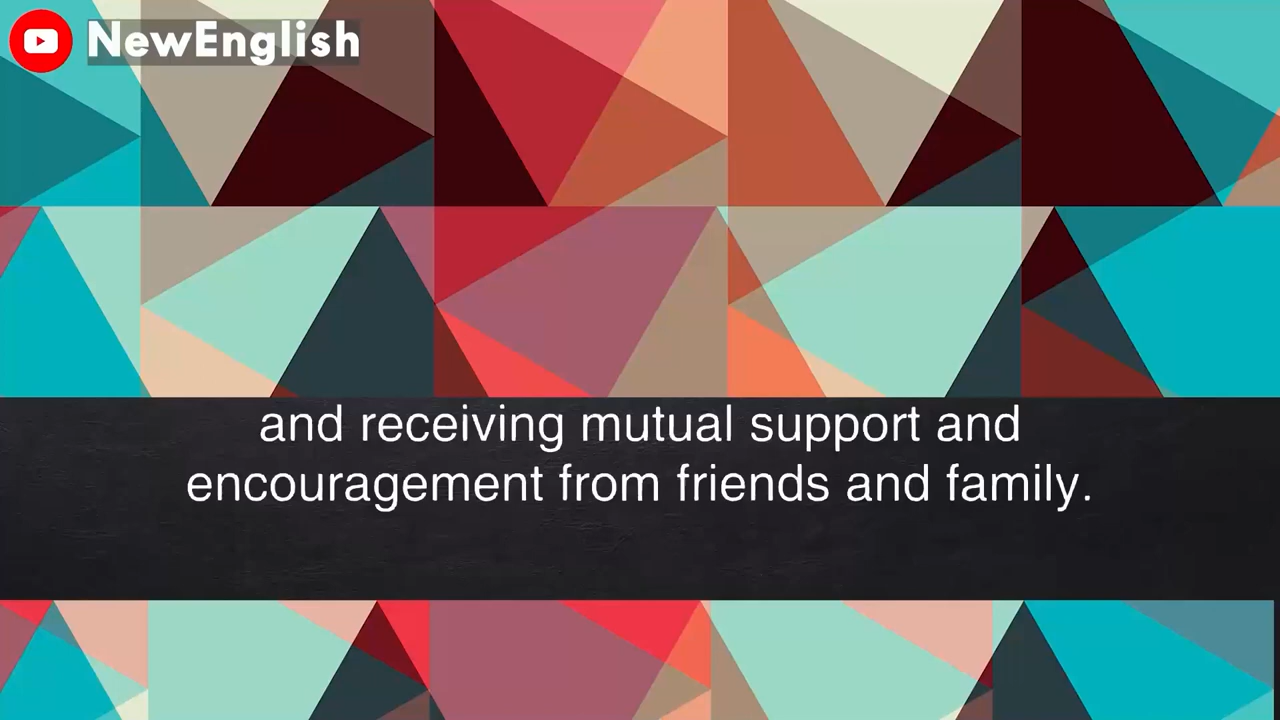 NewEnglish
and receiving mutual support and
encouragement from friends and family.